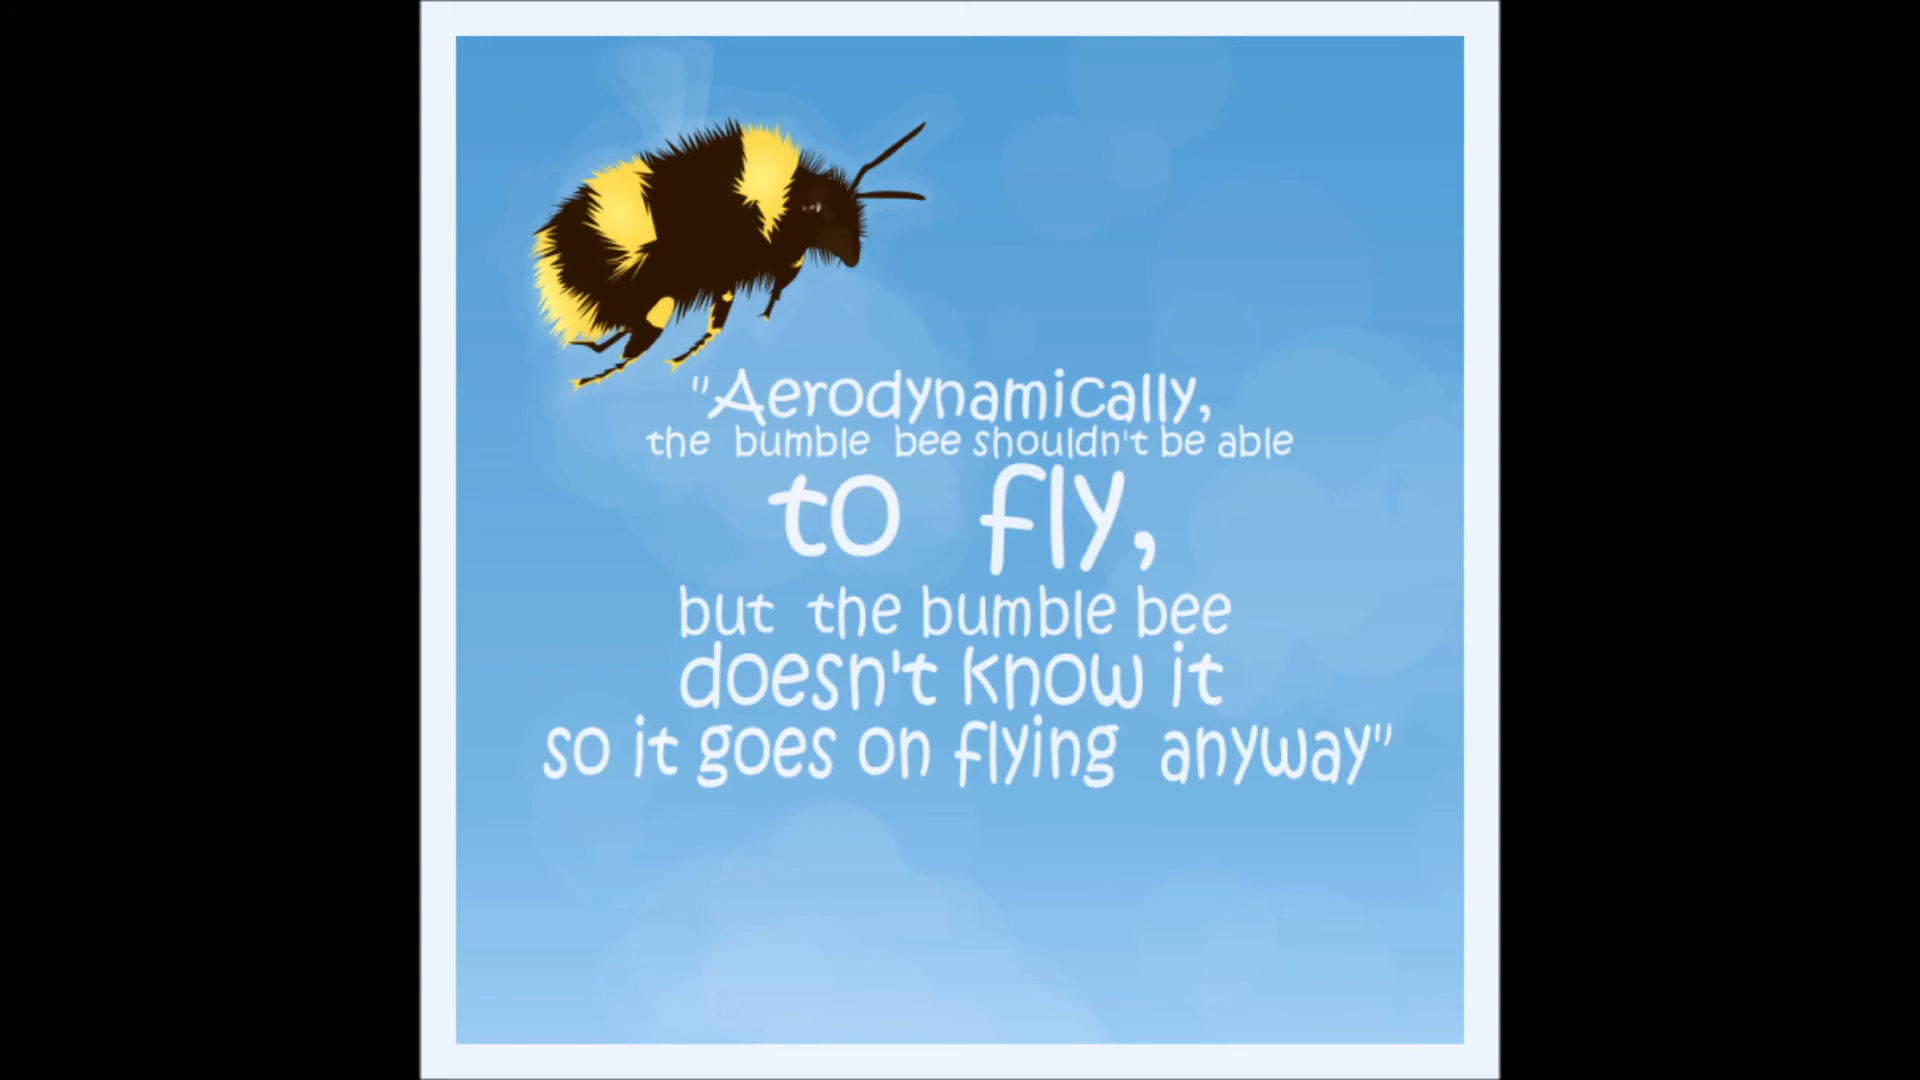 "Aerodynamically,
the bumble bee shouldn't be able
to fly,
but the bumble bee
doesn't know it
so it goes on flying anyway"